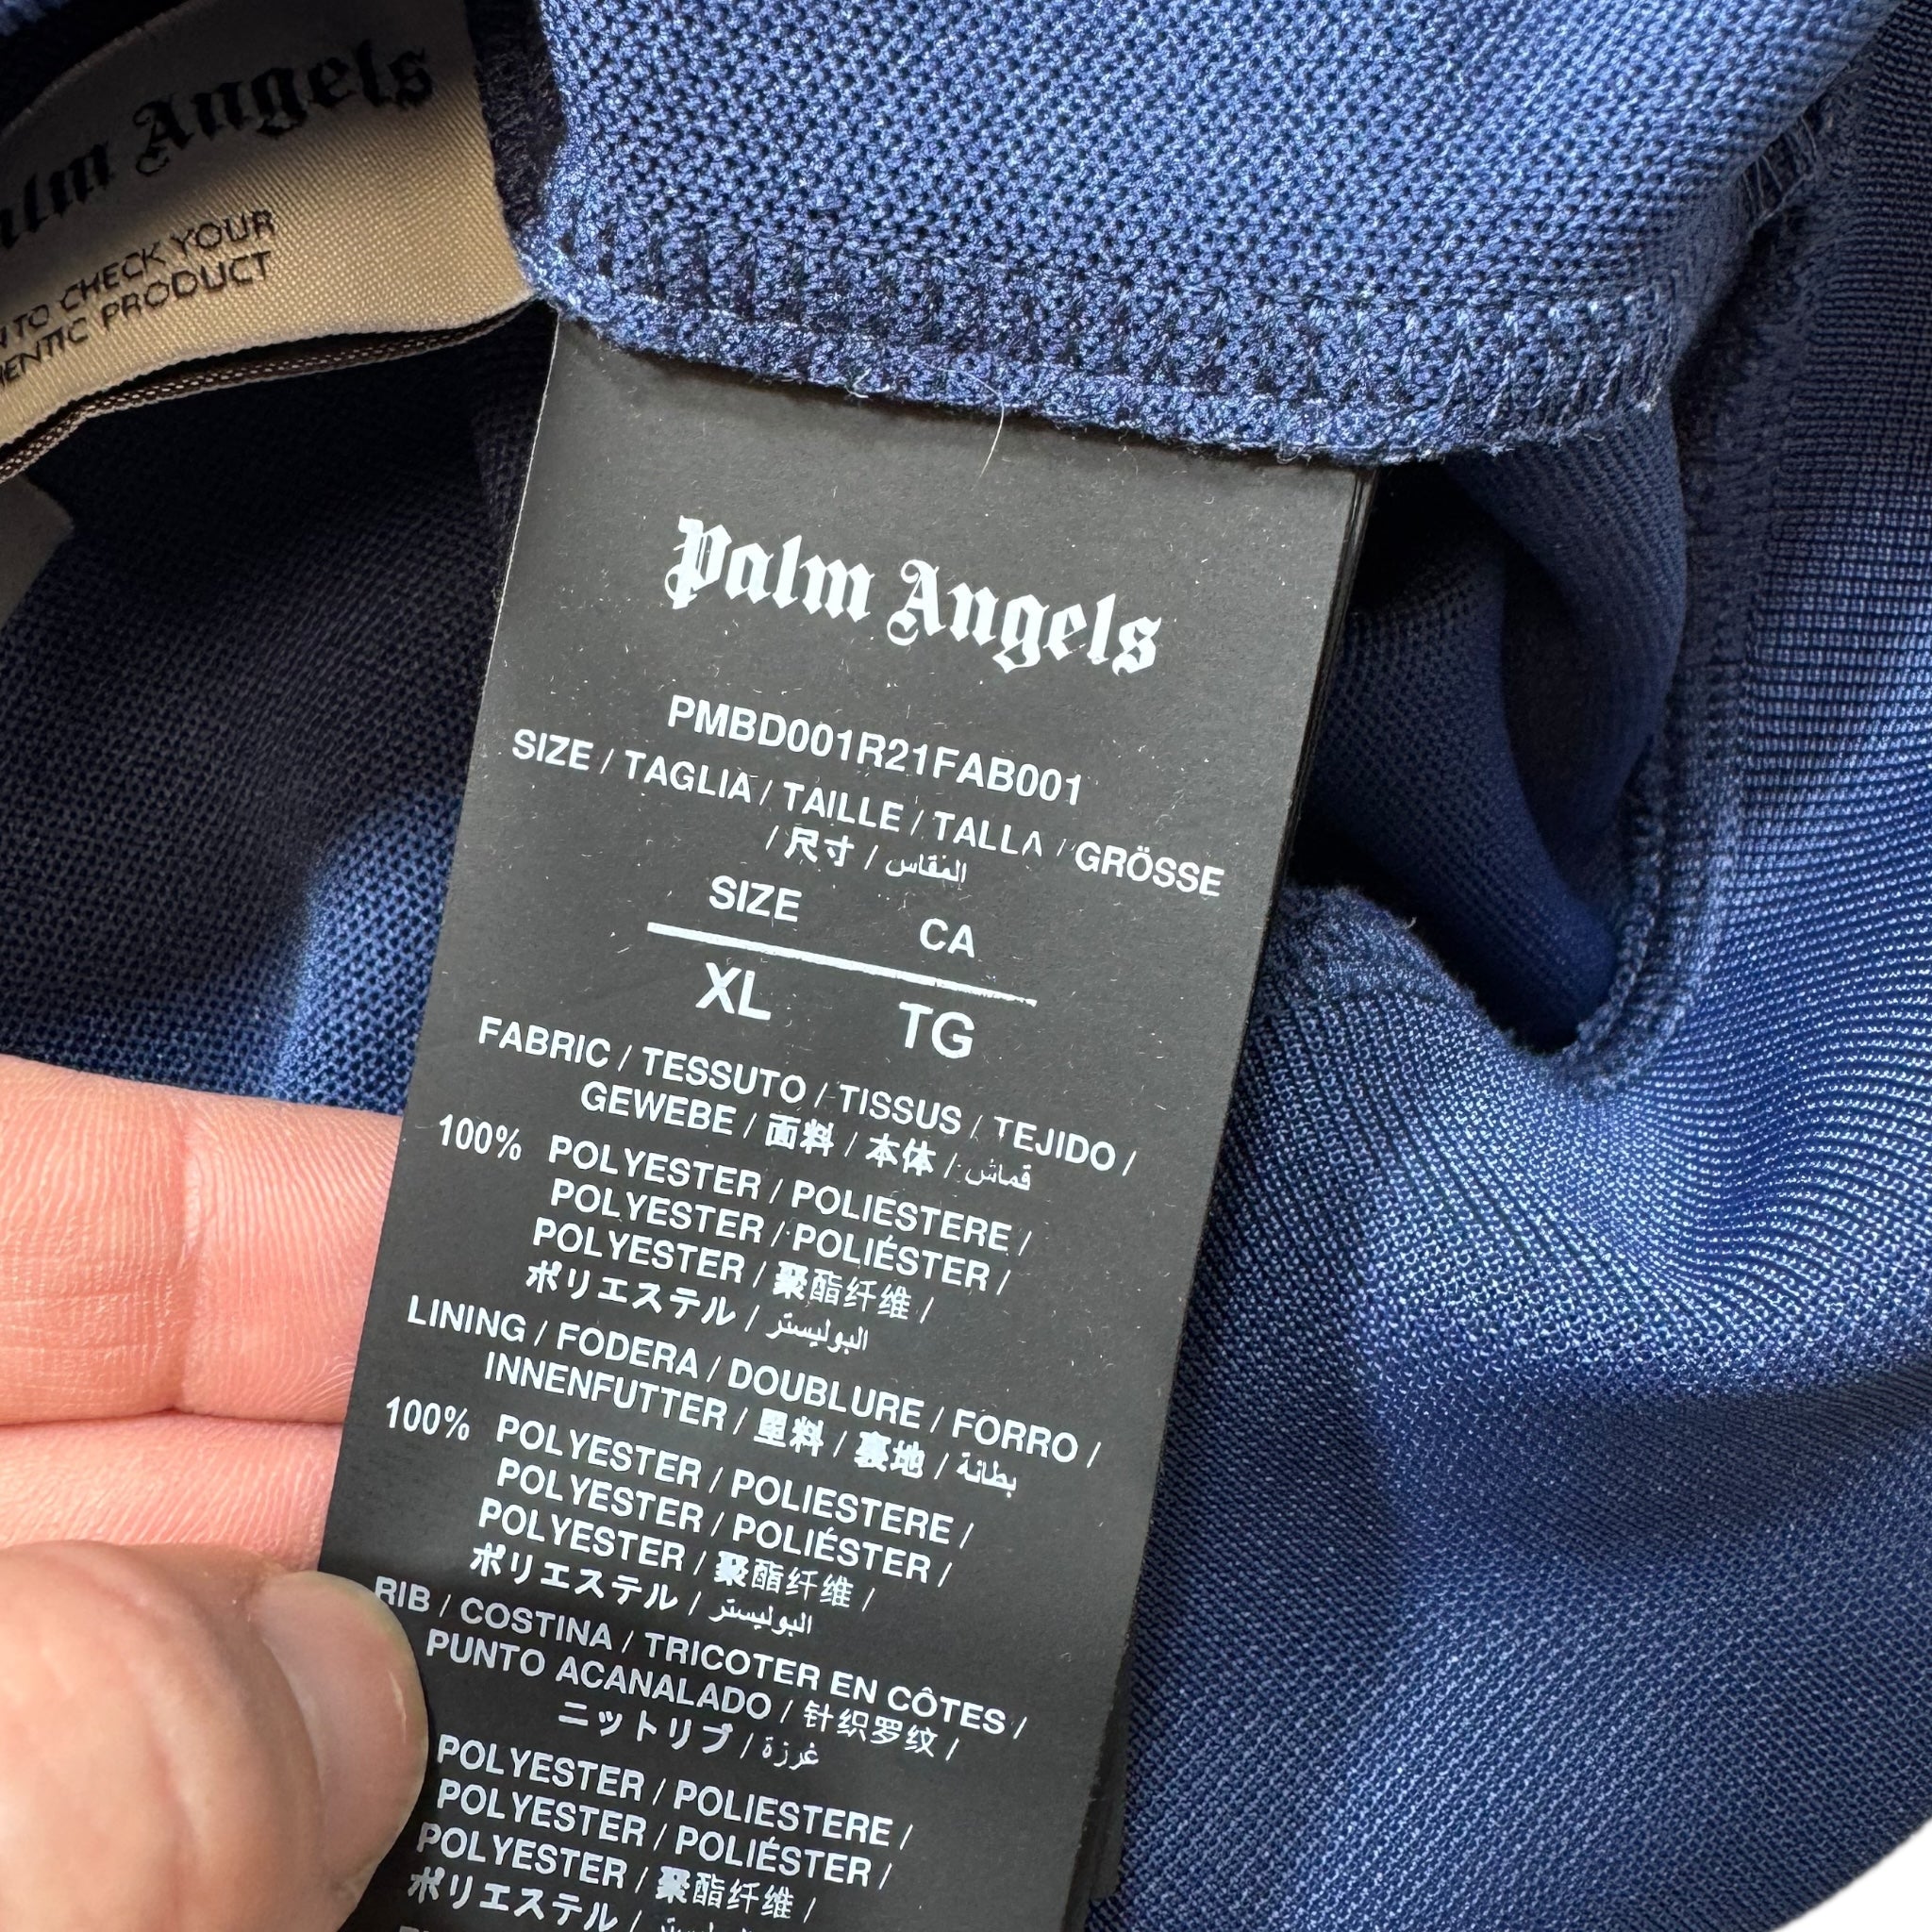 Palm Angels
TO CHECK YOUR
PRODUCT
Palm Angels
PMBD001R21FAB001
SIZE / TAGLIA / TAILLE / TALLA / GRÖSSE
/ 尺寸 / المقاس
SIZE CA
XL TG
FABRIC / TESSUTO / TISSUS / TEJIDO /
GEWEBE / 面料 / 本体 / قماش
100% POLYESTER / POLIESTERE /
POLYESTER / POLIÉSTER /
POLYESTER / 聚酯纤维 /
ポリエステル / البوليستر
LINING / FODERA / DOUBLURE / FORRO /
INNENFUTTER / 里料 / 裏地 / بطانة
100% POLYESTER / POLIESTERE /
POLYESTER / POLIÉSTER /
POLYESTER / 聚酯纤维 /
ポリエステル / البوليستر
RIB / COSTINA / TRICOTER EN CÔTES /
PUNTO ACANALADO / 针织罗纹 /
ニットリブ / غرزة
POLYESTER / POLIESTERE /
POLYESTER / POLIÉSTER /
POLYESTER / 聚酯纤维 /
ポリエステル /